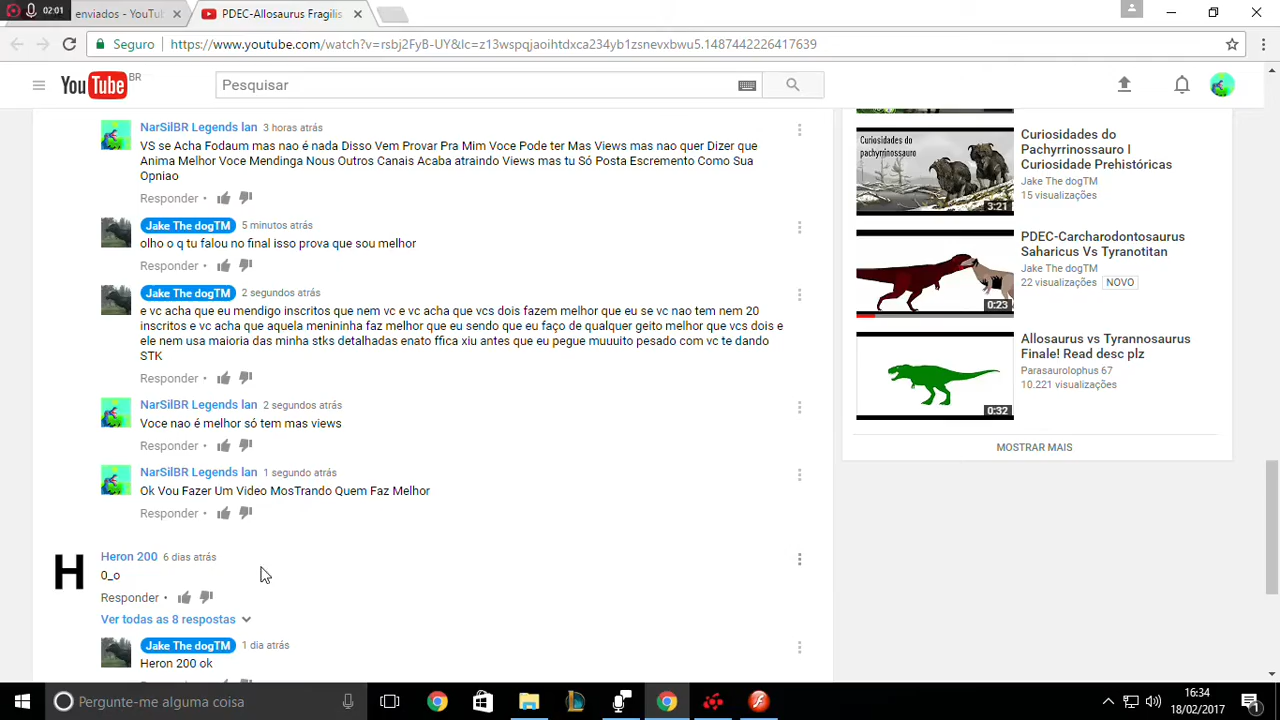 02:01
enviados - YouTu
PDEC-Allosaurus Fragilis
Seguro
https://www.youtube.com/watch?v=rsbj2FyB-UY&lc=z13wspqjaoihtdxca234yb1zsnevxbwu5.1487442226417639
YouTube BR
Pesquisar
NarSilBR Legends Ian 3 horas atrás
VS Se Acha Fodaum mas nao é nada Disso Vem Provar Pra Mim Voce Pode ter Mas Views mas nao quer Dizer que
Anima Melhor Voce Mendinga Nous Outros Canais Acaba atraindo Views mas tu Só Posta Escremento Como Sua
Opniao
Responder •
Jake The dogTM 5 minutos atrás
olho o q tu falou no final isso prova que sou melhor
Responder •
Jake The dogTM 2 segundos atrás
e vc acha que eu mendigo inscritos que nem vc e vc acha que vcs dois fazem melhor que eu se vc nao tem nem 20
inscritos e vc acha que aquela menininha faz melhor que eu sendo que eu faço de qualquer geito melhor que vcs dois e
ele nem usa maioria das minha stks detalhadas enato ffica xiu antes que eu pegue muuuito pesado com vc te dando
STK
Responder •
NarSilBR Legends Ian 2 segundos atrás
Voce nao é melhor só tem mas views
Responder •
NarSilBR Legends Ian 1 segundo atrás
Ok Vou Fazer Um Video MosTrando Quem Faz Melhor
Responder •
H
Heron 200 6 dias atrás
0_o
Responder •
Ver todas as 8 respostas
Jake The dogTM 1 dia atrás
Heron 200 ok
Curiosidades do
pachyrrinossauro
3:21
Curiosidades do
Pachyrrinossauro I
Curiosidade Prehistóricas
Jake The dogTM
15 visualizações
0:23
PDEC-Carcharodontosaurus
Saharicus Vs Tyranotitan
Jake The dogTM
22 visualizações NOVO
0:32
Allosaurus vs Tyrannosaurus
Finale! Read desc plz
Parasaurolophus 67
10.221 visualizações
MOSTRAR MAIS
Pergunte-me alguma coisa
16:34
18/02/2017
1